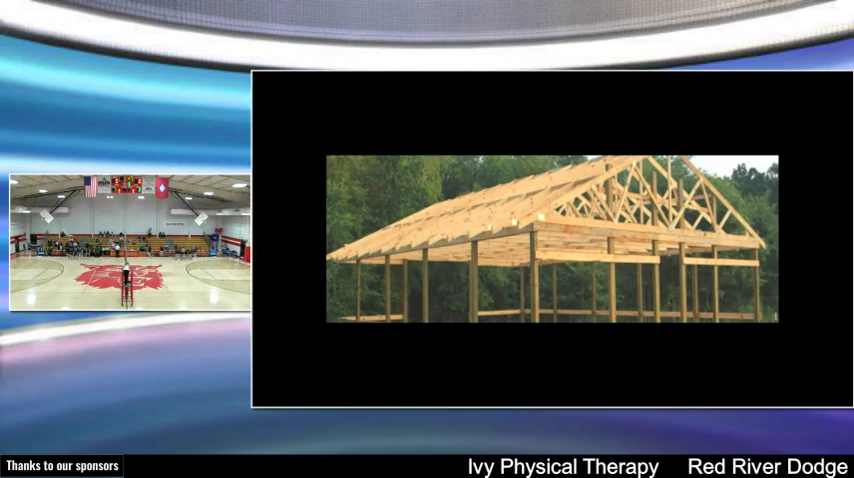 Thanks to our sponsors
Ivy Physical Therapy
Red River Dodge